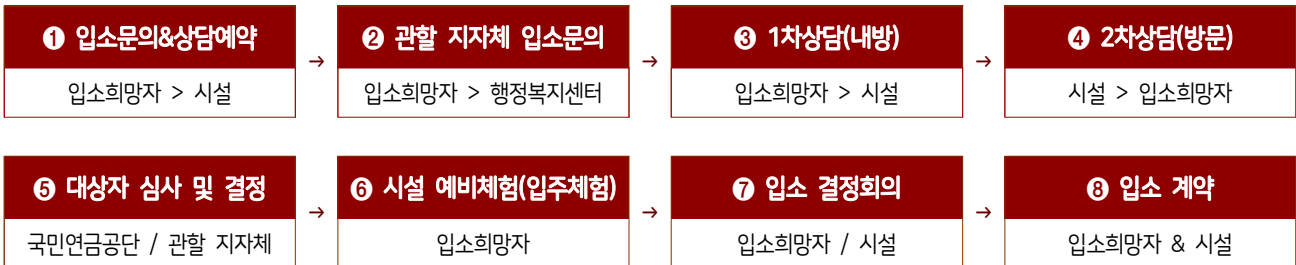 ❶ 입소문의&상담예약
입소희망자 > 시설
→
❷ 관할 지자체 입소문의
입소희망자 > 행정복지센터
→
❸ 1차상담(내방)
입소희망자 > 시설
→
❹ 2차상담(방문)
시설 > 입소희망자
❺ 대상자 심사 및 결정
국민연금공단 / 관할 지자체
→
❻ 시설 예비체험(입주체험)
입소희망자
→
❼ 입소 결정회의
입소희망자 / 시설
→
❽ 입소 계약
입소희망자 & 시설